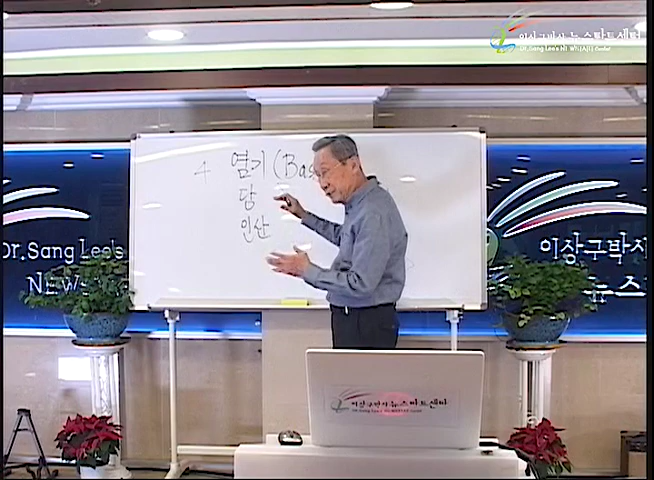 이상구박사 뉴스타트센터
Dr. Sang Lee's NEWSTART Center
4 염기 (Bas
당
인산
Dr.Sang Lee's
NEWS
이상구박사
뉴스
이상구박사 뉴스타트센터